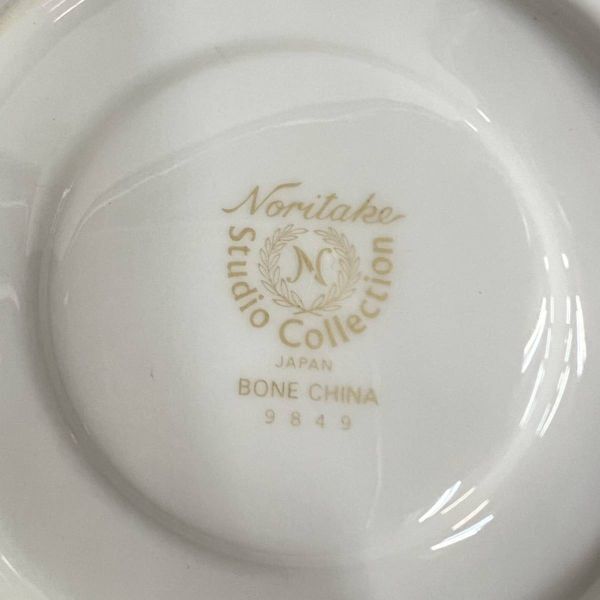 Noritake
Studio Collection
N
JAPAN
BONE CHINA
9849